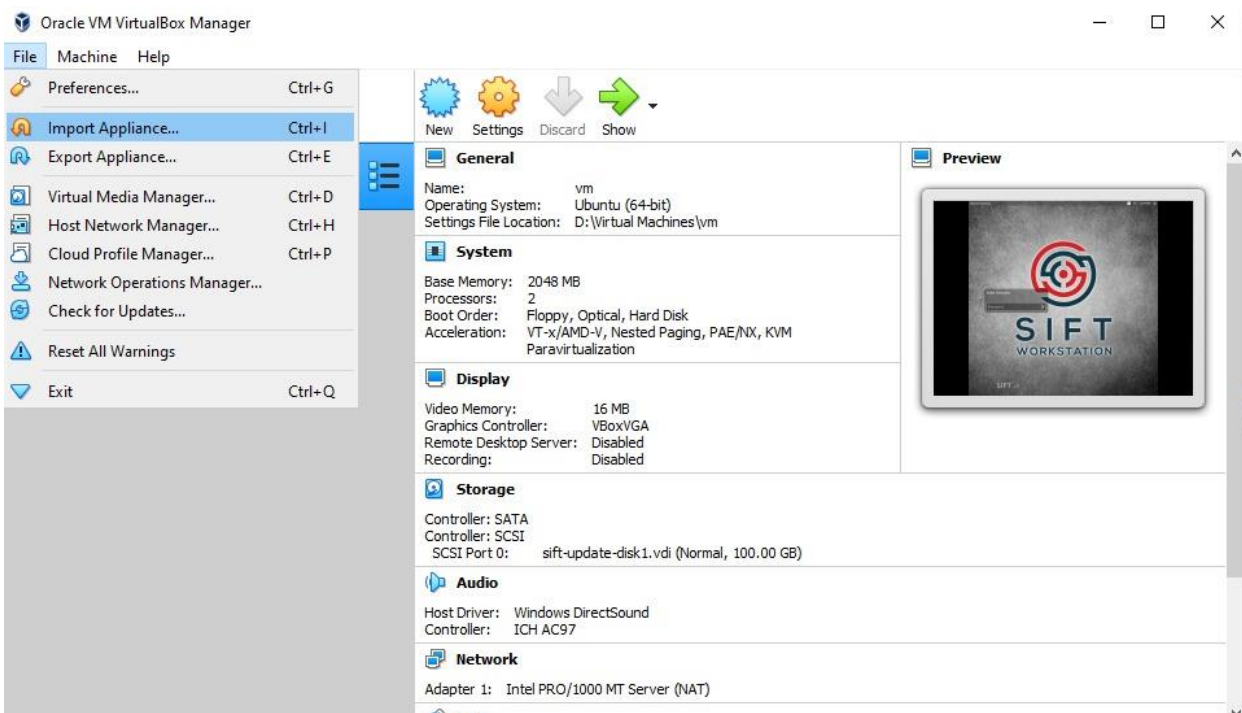 Oracle VM VirtualBox Manager
File Machine Help
Preferences... Ctrl+G
Import Appliance... Ctrl+I
Export Appliance... Ctrl+E
Virtual Media Manager... Ctrl+D
Host Network Manager... Ctrl+H
Cloud Profile Manager... Ctrl+P
Network Operations Manager...
Check for Updates...
Reset All Warnings
Exit Ctrl+Q
New Settings Discard Show
General
Name: vm
Operating System: Ubuntu (64-bit)
Settings File Location: D:\Virtual Machines\vm
System
Base Memory: 2048 MB
Processors: 2
Boot Order: Floppy, Optical, Hard Disk
Acceleration: VT-x/AMD-V, Nested Paging, PAE/NX, KVM
Paravirtualization
Display
Video Memory: 16 MB
Graphics Controller: VBoxVGA
Remote Desktop Server: Disabled
Recording: Disabled
Storage
Controller: SATA
Controller: SCSI
SCSI Port 0: sift-update-disk1.vdi (Normal, 100.00 GB)
Audio
Host Driver: Windows DirectSound
Controller: ICH AC97
Network
Adapter 1: Intel PRO/1000 MT Server (NAT)
Preview
SIFT
WORKSTATION